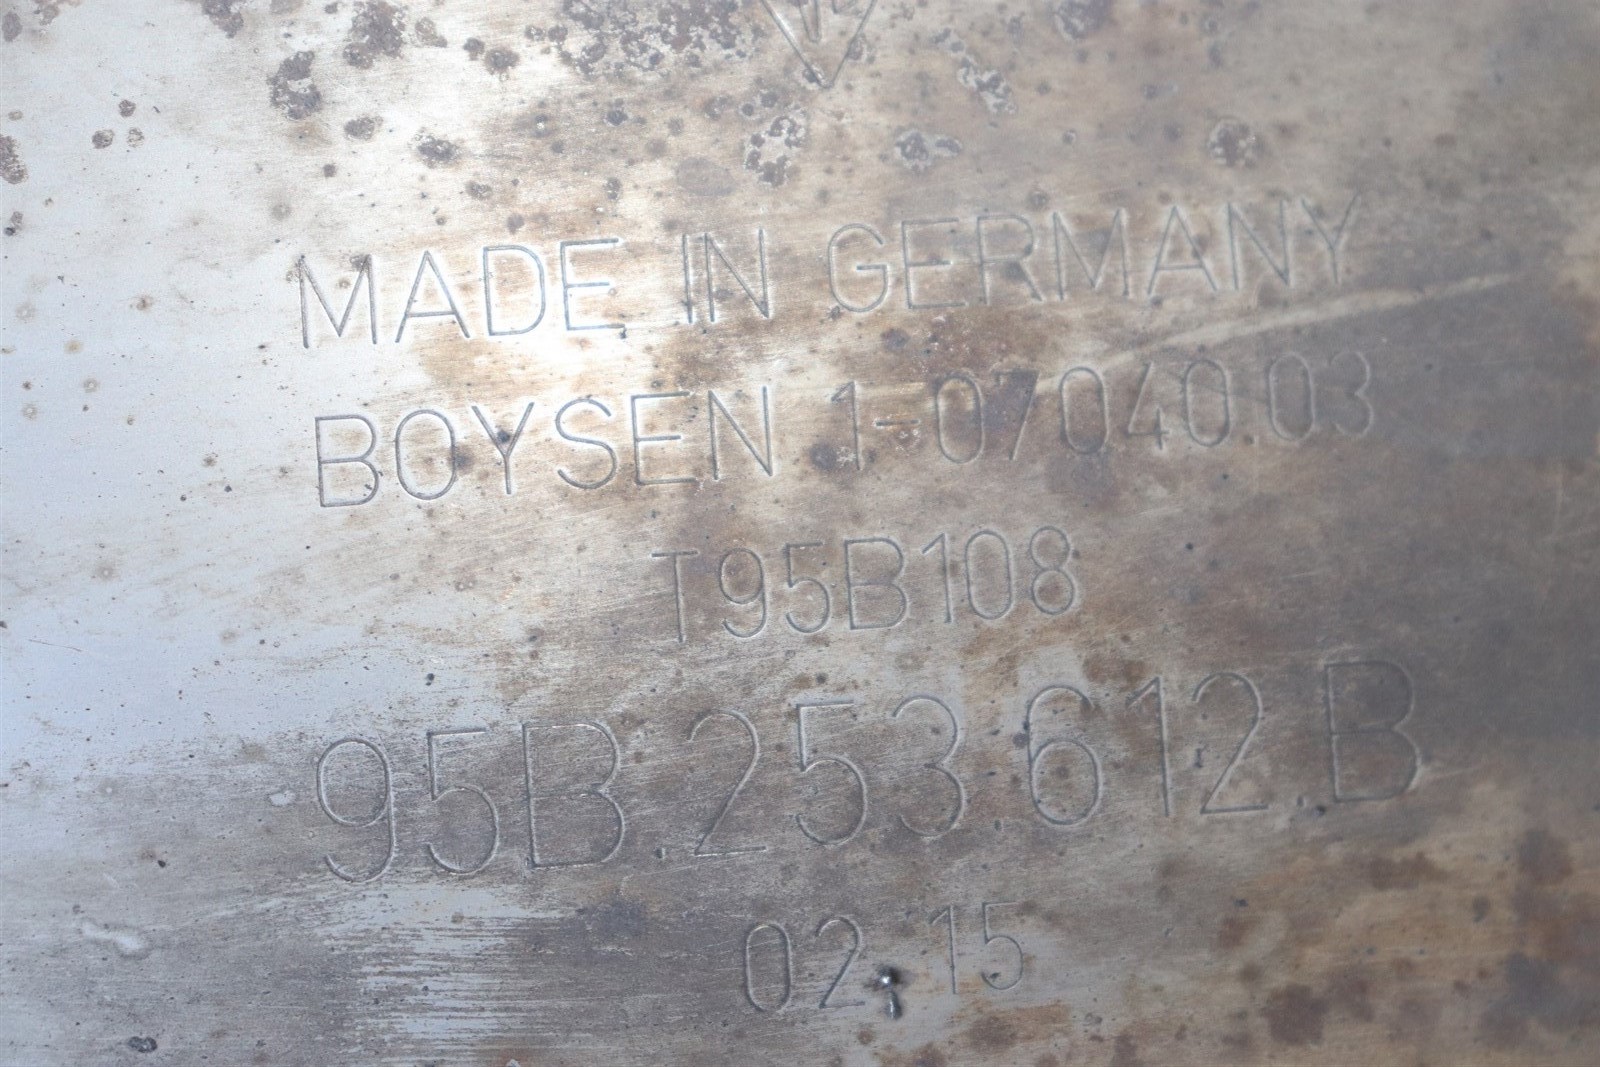 MADE IN GERMANY
BOYSEN 1-07040.03
T95B108
95B.253.612.B
02.15